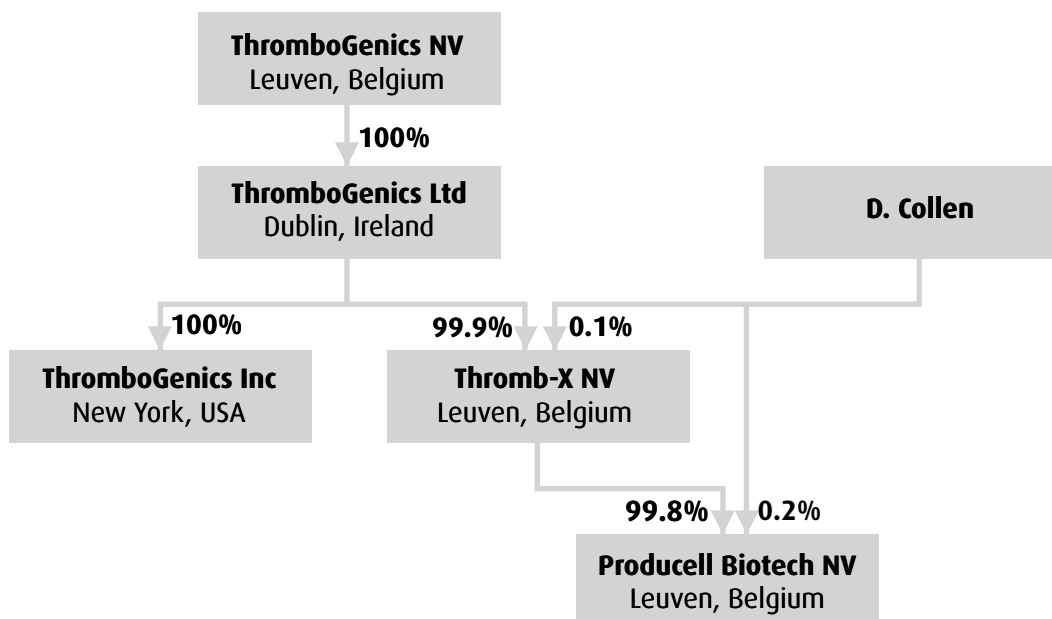 ThromboGenics NV
Leuven, Belgium
100%
ThromboGenics Ltd
Dublin, Ireland
D. Collen
100%
99.9%
0.1%
ThromboGenics Inc
New York, USA
Thromb-X NV
Leuven, Belgium
99.8%
0.2%
Producell Biotech NV
Leuven, Belgium